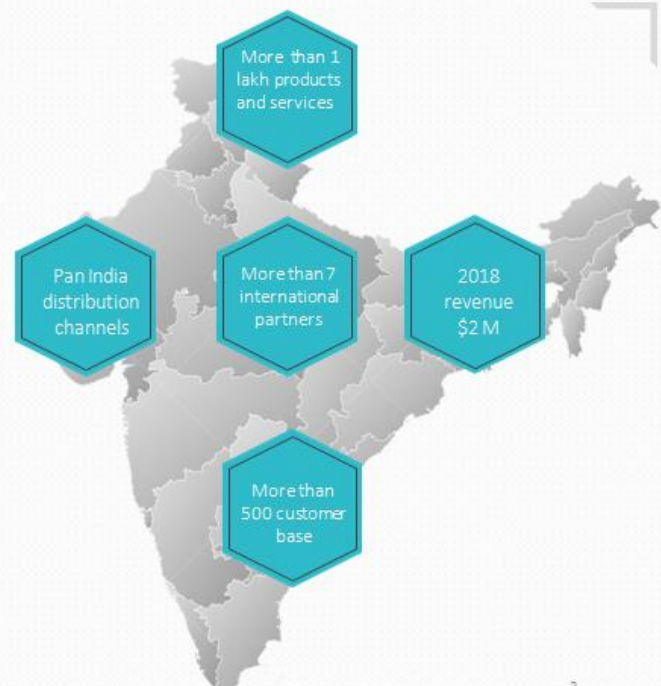 More than 1
lakh products
and services
Pan India
distribution
channels
More than 7
international
partners
2018
revenue
$2 M
More than
500 customer
base